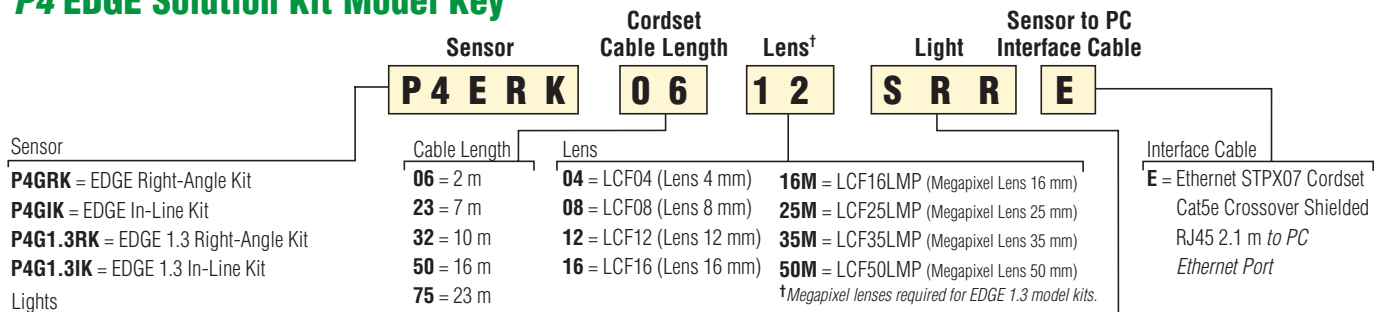 P4 EDGE Solution Kit Model Key
Sensor
Cordset
Cable Length
Lens†
Light
Sensor to PC
Interface Cable
P4ERK
06
12
SRR
E
Sensor
P4GRK = EDGE Right-Angle Kit
P4GIK = EDGE In-Line Kit
P4G1.3RK = EDGE 1.3 Right-Angle Kit
P4G1.3IK = EDGE 1.3 In-Line Kit
Lights
Cable Length
06 = 2 m
23 = 7 m
32 = 10 m
50 = 16 m
75 = 23 m
Lens
04 = LCF04 (Lens 4 mm)
08 = LCF08 (Lens 8 mm)
12 = LCF12 (Lens 12 mm)
16 = LCF16 (Lens 16 mm)
16M = LCF16LMP (Megapixel Lens 16 mm)
25M = LCF25LMP (Megapixel Lens 25 mm)
35M = LCF35LMP (Megapixel Lens 35 mm)
50M = LCF50LMP (Megapixel Lens 50 mm)
†Megapixel lenses required for EDGE 1.3 model kits.
Interface Cable
E = Ethernet STPX07 Cordset
Cat5e Crossover Shielded
RJ45 2.1 m to PC
Ethernet Port